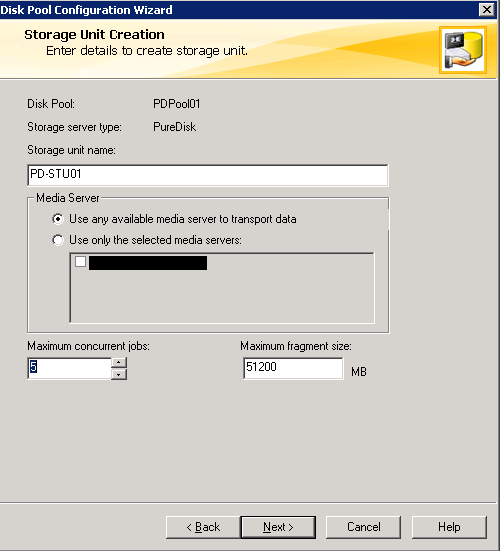 Disk Pool Configuration Wizard
Storage Unit Creation
Enter details to create storage unit.
Disk Pool: PDPool01
Storage server type: PureDisk
Storage unit name:
PD-STU01
Media Server
Use any available media server to transport data
Use only the selected media servers:
Maximum concurrent jobs: Maximum fragment size:
5 51200 MB
< Back Next > Cancel Help